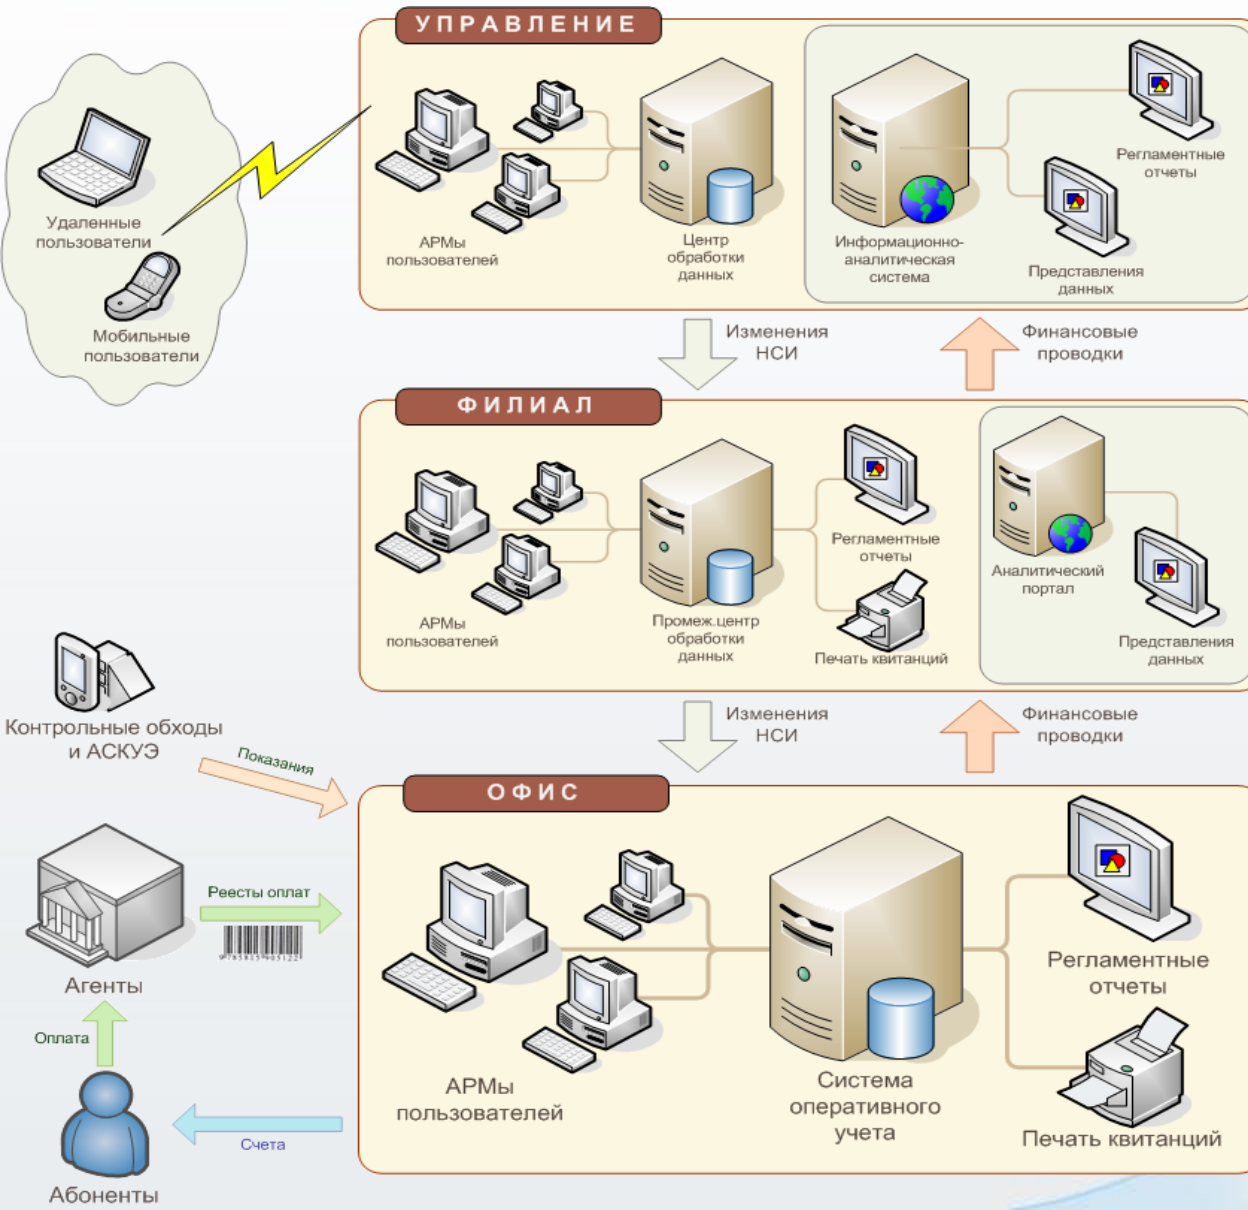 УПРАВЛЕНИЕ
Удаленные
пользователи
Мобильные
пользователи
АРМы
пользователей
Центр
обработки
данных
Информационно-
аналитическая
система
Регламентные
отчеты
Представления
данных
Изменения
НСИ
Финансовые
проводки
ФИЛИАЛ
АРМы
пользователей
Промеж.центр
обработки
данных
Регламентные
отчеты
Печать квитанций
Аналитический
портал
Представления
данных
Изменения
НСИ
Финансовые
проводки
Контрольные обходы
и АСКУЭ
Показания
ОФИС
Агенты
Реесты оплат
9 785815 905122
Оплата
Абоненты
Счета
АРМы
пользователей
Система
оперативного
учета
Регламентные
отчеты
Печать квитанций